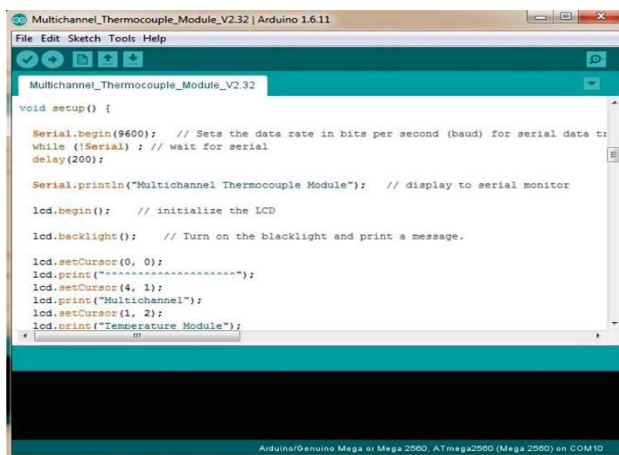 Multichannel_Thermocouple_Module_V2.32 | Arduino 1.6.11
File Edit Sketch Tools Help
Multichannel_Thermocouple_Module_V2.32
void setup() {
Serial.begin(9600); // Sets the data rate in bits per second (baud) for serial data t
while (!Serial) ; // wait for serial
delay(200);
Serial.println("Multichannel Thermocouple Module"); // display to serial monitor
lcd.begin(); // initialize the LCD
lcd.backlight(); // Turn on the blacklight and print a message.
lcd.setCursor(0, 0);
lcd.print("^^^^^^^^^^^^^^^^^^^^");
lcd.setCursor(4, 1);
lcd.print("Multichannel");
lcd.setCursor(1, 2);
lcd.print("Temperature Module");
Arduino/Genuino Mega or Mega 2560, ATmega2560 (Mega 2560) on COM10